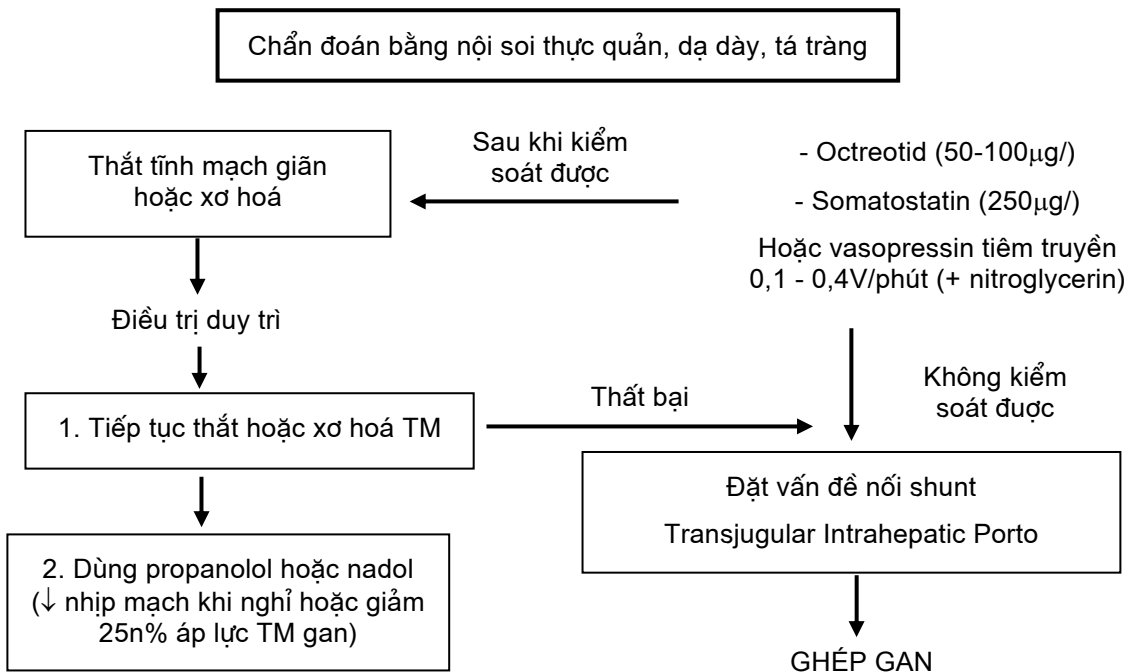 Chẩn đoán bằng nội soi thực quản, dạ dày, tá tràng
Thắt tĩnh mạch giãn
hoặc xơ hoá
Sau khi kiểm
soát được
- Octreotid (50-100μg/)
- Somatostatin (250μg/)
Hoặc vasopressin tiêm truyền
0,1 - 0,4V/phút (+ nitroglycerin)
Điều trị duy trì
1. Tiếp tục thắt hoặc xơ hoá TM
Thất bại
Không kiểm
soát đuợc
Đặt vấn đề nối shunt
Transjugular Intrahepatic Porto
2. Dùng propanolol hoặc nadol
(↓ nhịp mạch khi nghỉ hoặc giảm
25n% áp lực TM gan)
GHÉP GAN